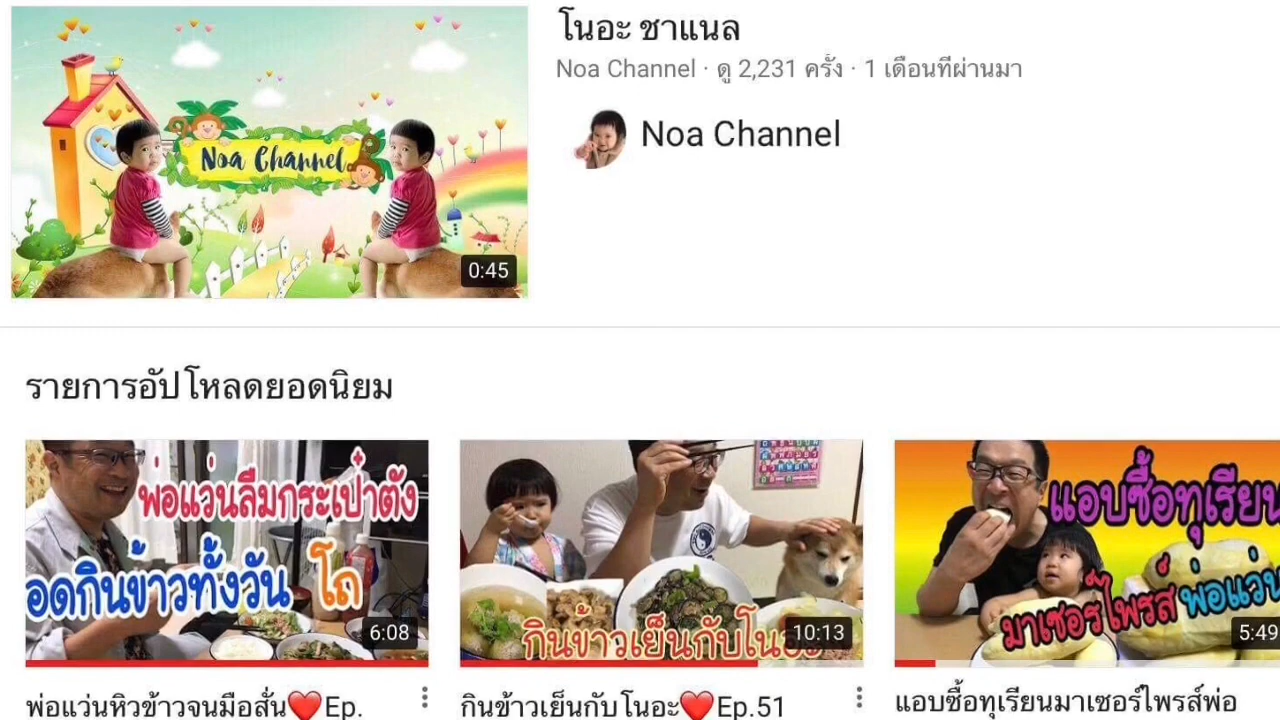 โนอะ ชาแนล
Noa Channel · ดู 2,231 ครั้ง · 1 เดือนที่ผ่านมา
Noa Channel
Noa Channel
0:45
รายการอัปโหลดยอดนิยม
พ่อแว่นลืมกระเป๋าตัง
อดกินข้าวทั้งวัน โถ
6:08
กินข้าวเย็นกับโนอะ
10:13
แอบซื้อทุเรียน
มาเซอร์ไพรส์ พ่อแว่น
5:49
พ่อแว่นหิวข้าวจนมือสั่น❤️Ep.
กินข้าวเย็นกับโนอะ❤️Ep.51
แอบซื้อทุเรียนมาเซอร์ไพรส์พ่อ